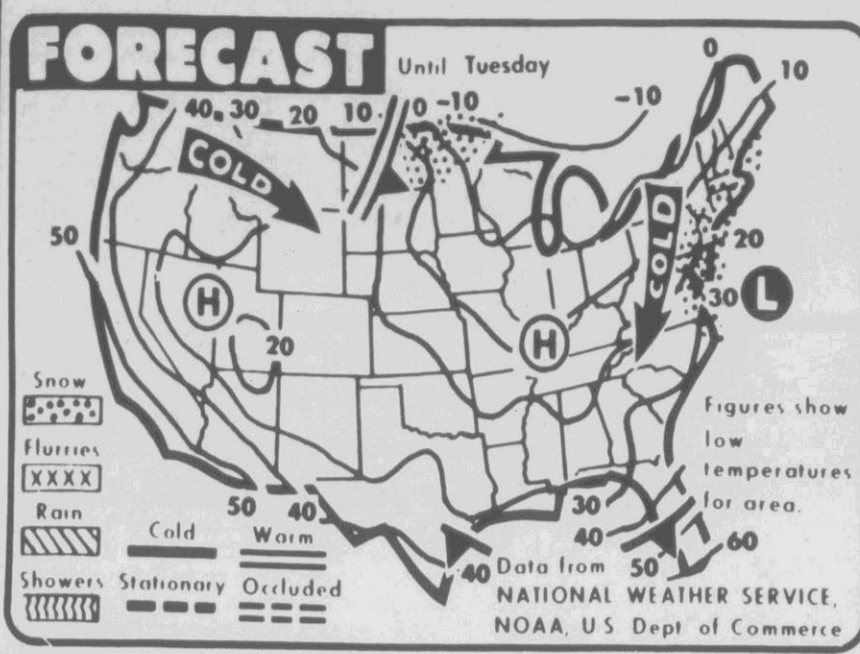 FORECAST
Until Tuesday
0
10
40 30 20 10 0 -10
-10
COLD
COLD
50
20
30
L
H
H
20
Snow
Flurries
XXXX
Rain
Showers
Cold
Warm
Stationary
Occluded
50 40
30
40
50
60
40
Figures show
low
temperatures
for area.
Data from
NATIONAL WEATHER SERVICE,
NOAA, U S Dept of Commerce